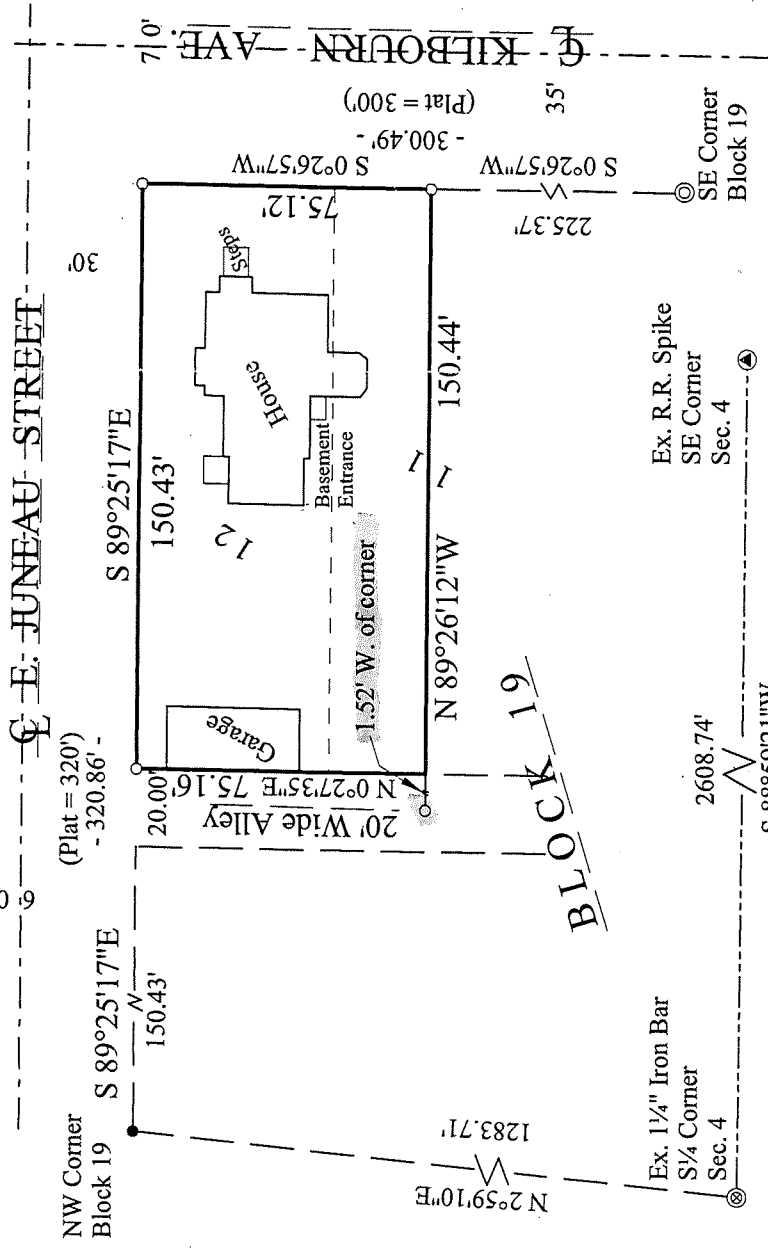 ℄ KILBOURN AVE.
70'
℄ E. JUNEAU STREET
30'
60'
(Plat = 320')
- 320.86' -
(Plat = 300')
- 300.49' -
35'
NW Corner
Block 19
S 89°25'17"E
150.43'
20.00'
20' Wide Alley
N 0°27'35"E 75.16'
S 89°25'17"E
150.43'
S 0°26'57"W
75.12'
S 0°26'57"W
225.37'
SE Corner
Block 19
Steps
House
Garage
Basement
Entrance
12
11
1.52' W. of corner
N 89°26'12"W
150.44'
BLOCK 19
N 2°59'10"E
1283.71'
Ex. 1¼" Iron Bar
S¼ Corner
Sec. 4
2608.74'
Ex. R.R. Spike
SE Corner
Sec. 4